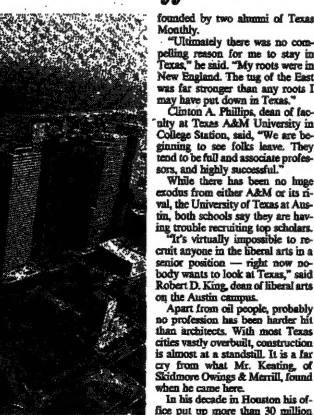 founded by two alumni of Texas
Monthly.
"Ultimately there was no com-
pelling reason for me to stay in
Texas," he said. "My roots were in
New England. The tug of the East
was far stronger than any roots I
may have put down in Texas."
Clinton A. Phillips, dean of fac-
ulty at Texas A&M University in
College Station, said, "We are be-
ginning to see folks leave. They
tend to be full and associate profes-
sors, and highly successful."
While there has been no huge
exodus from either A&M or its ri-
val, the University of Texas at Aus-
tin, both schools say they are hav-
ing trouble recruiting top scholars.
"It's virtually impossible to re-
cruit anyone in the liberal arts in a
senior position — right now no-
body wants to look at Texas," said
Robert D. King, dean of liberal arts
on the Austin campus.
Apart from oil people, probably
no profession has been harder hit
than architects. With most Texas
cities vastly overbuilt, construction
is almost at a standstill. It is a far
cry from what Mr. Keating, of
Skidmore Owings & Merrill, found
when he came here.
In his decade in Houston his of-
fice put up more than 30 million